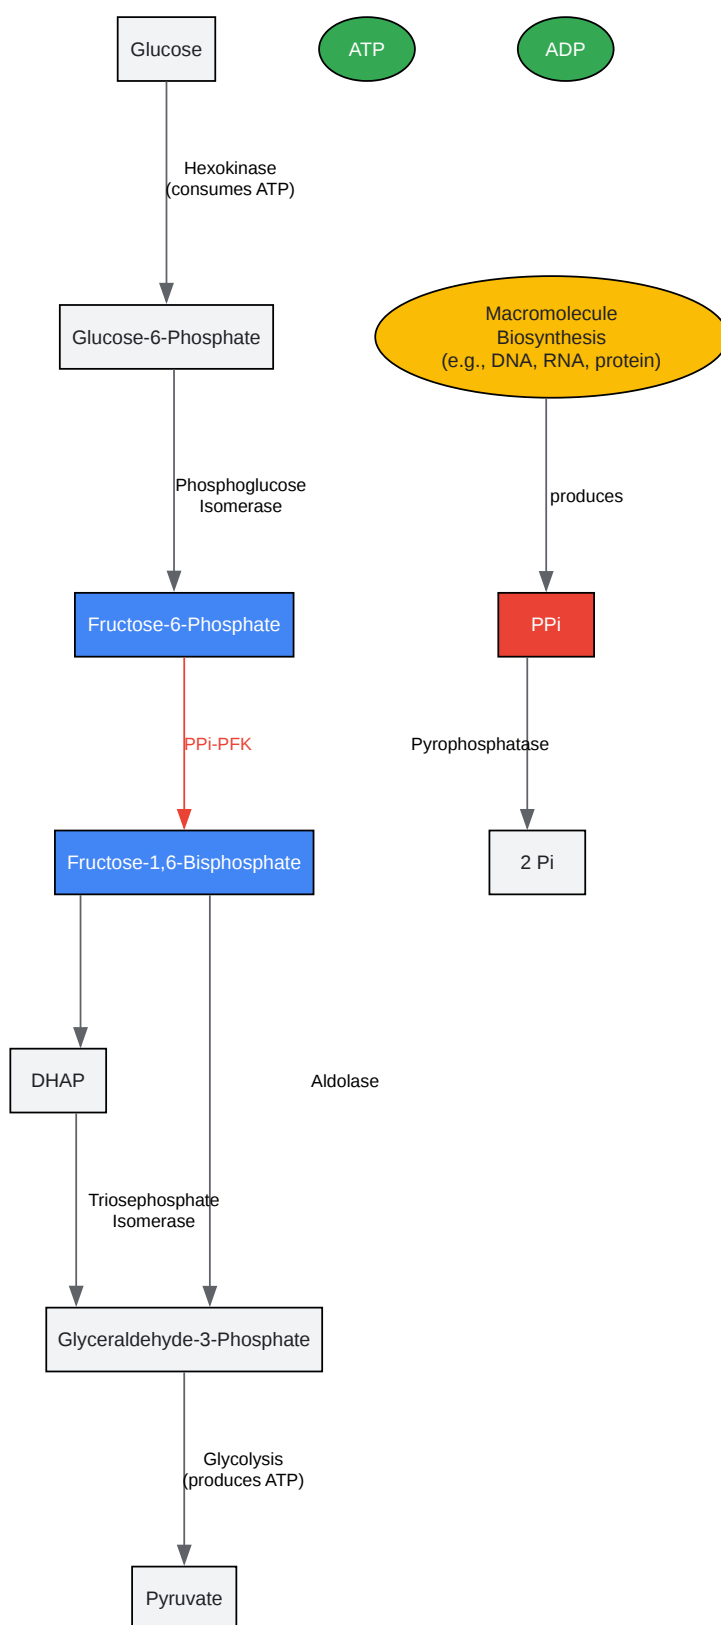 Glucose
ATP
ADP
Hexokinase
(consumes ATP)
Glucose-6-Phosphate
Macromolecule
Biosynthesis
(e.g., DNA, RNA, protein)
Phosphoglucose
Isomerase
produces
Fructose-6-Phosphate
PPi
PPi-PFK
Pyrophosphatase
Fructose-1,6-Bisphosphate
2 Pi
DHAP
Aldolase
Triosephosphate
Isomerase
Glyceraldehyde-3-Phosphate
Glycolysis
(produces ATP)
Pyruvate